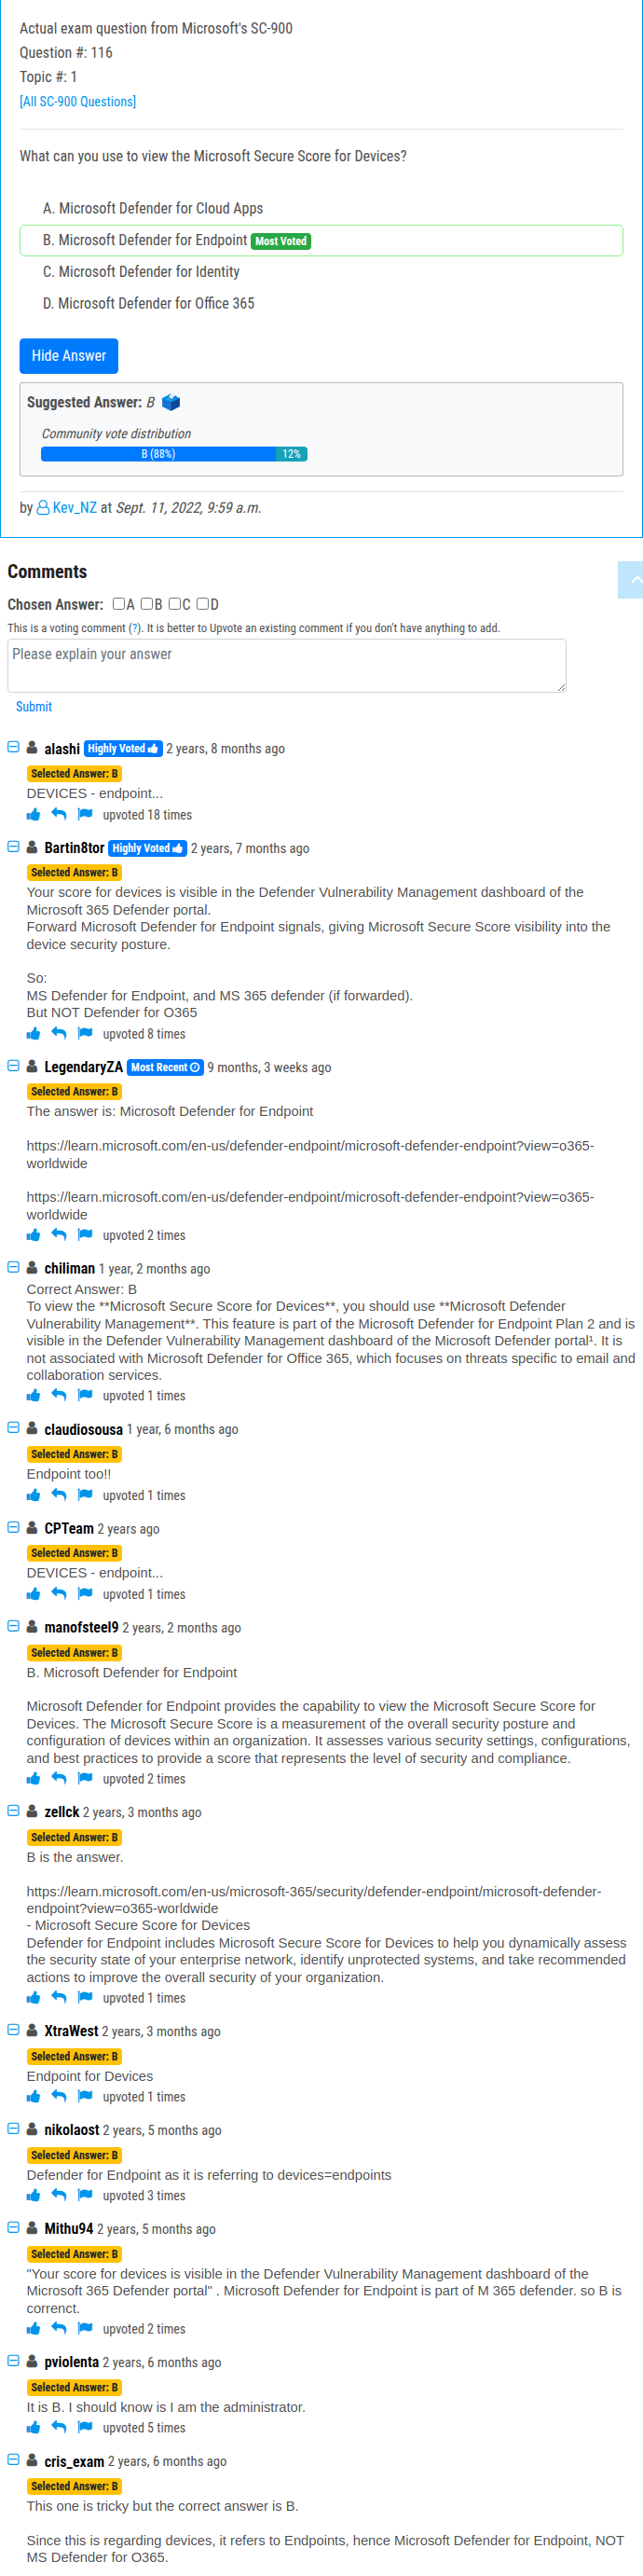 Actual exam question from Microsoft's SC-900
Question #: 116
Topic #: 1
[All SC-900 Questions]
What can you use to view the Microsoft Secure Score for Devices?
A. Microsoft Defender for Cloud Apps
B. Microsoft Defender for Endpoint Most Voted
C. Microsoft Defender for Identity
D. Microsoft Defender for Office 365
Hide Answer
Suggested Answer: B
Community vote distribution
B (88%) 12%
by Kev_NZ at Sept. 11, 2022, 9:59 a.m.
Comments
Chosen Answer: A B C D
This is a voting comment (?). It is better to Upvote an existing comment if you don't have anything to add.
Please explain your answer
Submit
alashi Highly Voted 2 years, 8 months ago
Selected Answer: B
DEVICES - endpoint...
upvoted 18 times
Bartin8tor Highly Voted 2 years, 7 months ago
Selected Answer: B
Your score for devices is visible in the Defender Vulnerability Management dashboard of the
Microsoft 365 Defender portal.
Forward Microsoft Defender for Endpoint signals, giving Microsoft Secure Score visibility into the
device security posture.
So:
MS Defender for Endpoint, and MS 365 defender (if forwarded).
But NOT Defender for O365
upvoted 8 times
LegendaryZA Most Recent 9 months, 3 weeks ago
Selected Answer: B
The answer is: Microsoft Defender for Endpoint
https://learn.microsoft.com/en-us/defender-endpoint/microsoft-defender-endpoint?view=o365-
worldwide
https://learn.microsoft.com/en-us/defender-endpoint/microsoft-defender-endpoint?view=o365-
worldwide
upvoted 2 times
chiliman 1 year, 2 months ago
Correct Answer: B
To view the **Microsoft Secure Score for Devices**, you should use **Microsoft Defender
Vulnerability Management**. This feature is part of the Microsoft Defender for Endpoint Plan 2 and is
visible in the Defender Vulnerability Management dashboard of the Microsoft Defender portal¹. It is
not associated with Microsoft Defender for Office 365, which focuses on threats specific to email and
collaboration services.
upvoted 1 times
claudiosousa 1 year, 6 months ago
Selected Answer: B
Endpoint too!!
upvoted 1 times
CPTeam 2 years ago
Selected Answer: B
DEVICES - endpoint...
upvoted 1 times
manofsteel9 2 years, 2 months ago
Selected Answer: B
B. Microsoft Defender for Endpoint
Microsoft Defender for Endpoint provides the capability to view the Microsoft Secure Score for
Devices. The Microsoft Secure Score is a measurement of the overall security posture and
configuration of devices within an organization. It assesses various security settings, configurations,
and best practices to provide a score that represents the level of security and compliance.
upvoted 2 times
zellck 2 years, 3 months ago
Selected Answer: B
B is the answer.
https://learn.microsoft.com/en-us/microsoft-365/security/defender-endpoint/microsoft-defender-
endpoint?view=o365-worldwide
- Microsoft Secure Score for Devices
Defender for Endpoint includes Microsoft Secure Score for Devices to help you dynamically assess
the security state of your enterprise network, identify unprotected systems, and take recommended
actions to improve the overall security of your organization.
upvoted 1 times
XtraWest 2 years, 3 months ago
Selected Answer: B
Endpoint for Devices
upvoted 1 times
nikolaost 2 years, 5 months ago
Selected Answer: B
Defender for Endpoint as it is referring to devices=endpoints
upvoted 3 times
Mithu94 2 years, 5 months ago
Selected Answer: B
"Your score for devices is visible in the Defender Vulnerability Management dashboard of the
Microsoft 365 Defender portal" . Microsoft Defender for Endpoint is part of M 365 defender. so B is
correnct.
upvoted 2 times
pviolenta 2 years, 6 months ago
Selected Answer: B
It is B. I should know is I am the administrator.
upvoted 5 times
cris_exam 2 years, 6 months ago
Selected Answer: B
This one is tricky but the correct answer is B.
Since this is regarding devices, it refers to Endpoints, hence Microsoft Defender for Endpoint, NOT
MS Defender for O365.